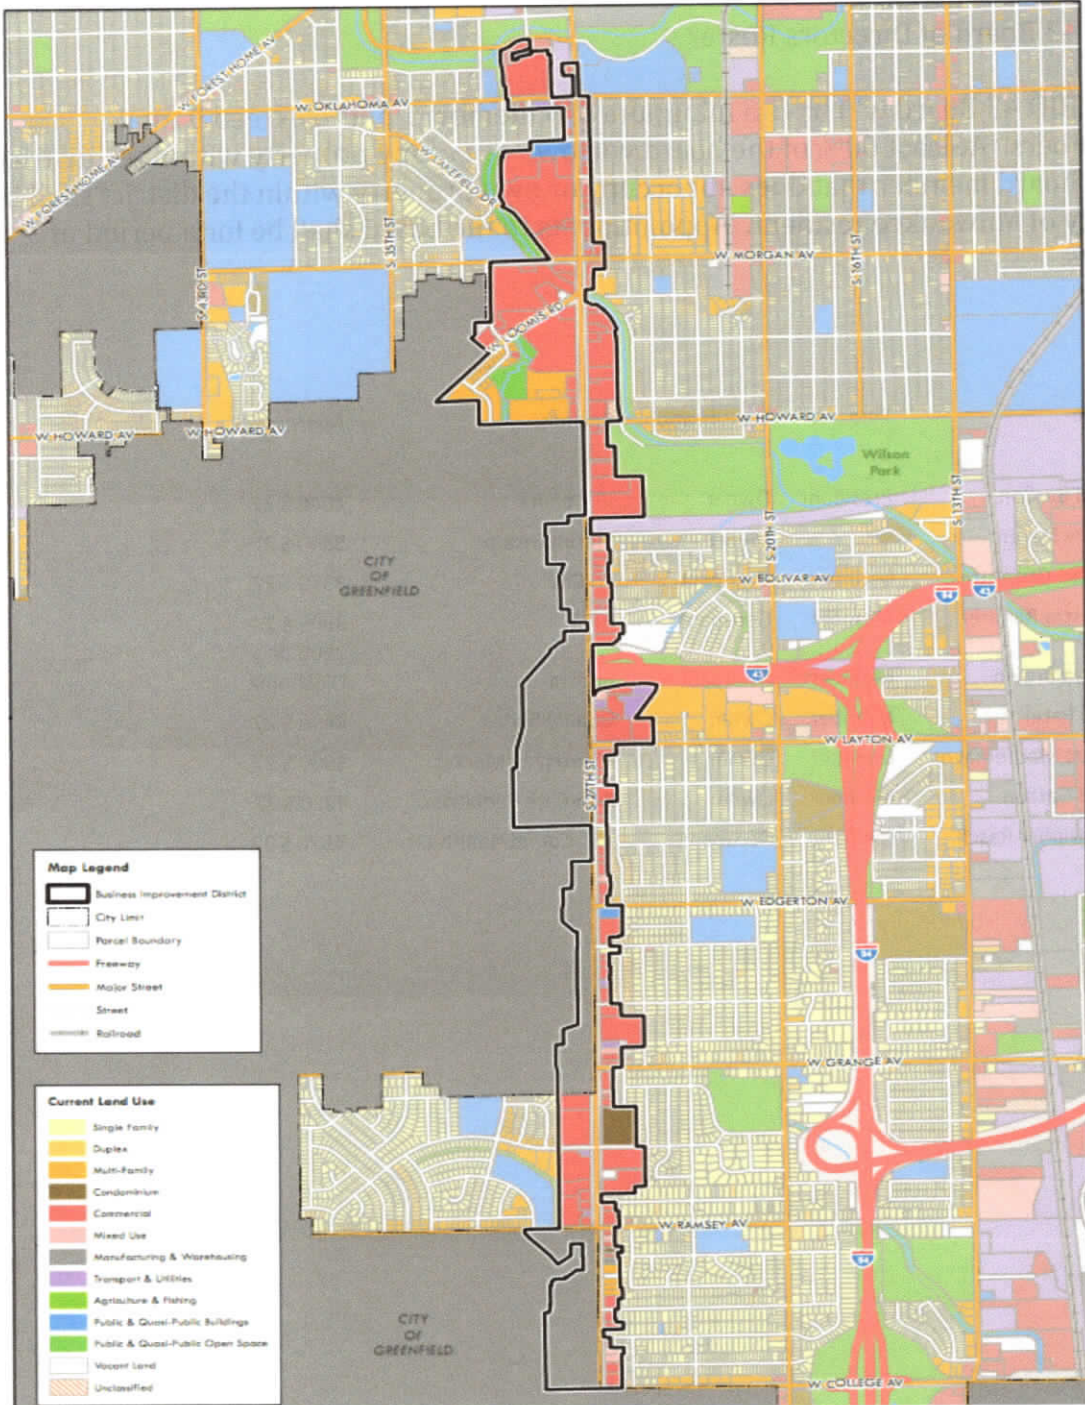 W FOREST HOME AV
W OKLAHOMA AV
W FOREST HOME AV
W LAKEFIELD DR
S 35TH ST
S 43RD ST
W MORGAN AV
S 16TH ST
W LOOMIS RD
W HOWARD AV
W HOWARD AV
W HOWARD AV
Wilson
Park
S 13TH ST
S 20TH ST
CITY
OF
GREENFIELD
W BOLIVAR AV
94
43
43
W LAYTON AV
S 27TH ST
Map Legend
Business Improvement District
City Limit
Parcel Boundary
Freeway
Major Street
Street
Railroad
W EDGERTON AV
94
W GRANGE AV
Current Land Use
Single Family
Duplex
Multi-Family
Condominium
Commercial
Mixed Use
Manufacturing & Warehousing
Transport & Utilities
Agriculture & Fishing
Public & Quasi-Public Buildings
Public & Quasi-Public Open Space
Vacant Land
Unclassified
W RAMSEY AV
94
CITY
OF
GREENFIELD
W COLLEGE AV